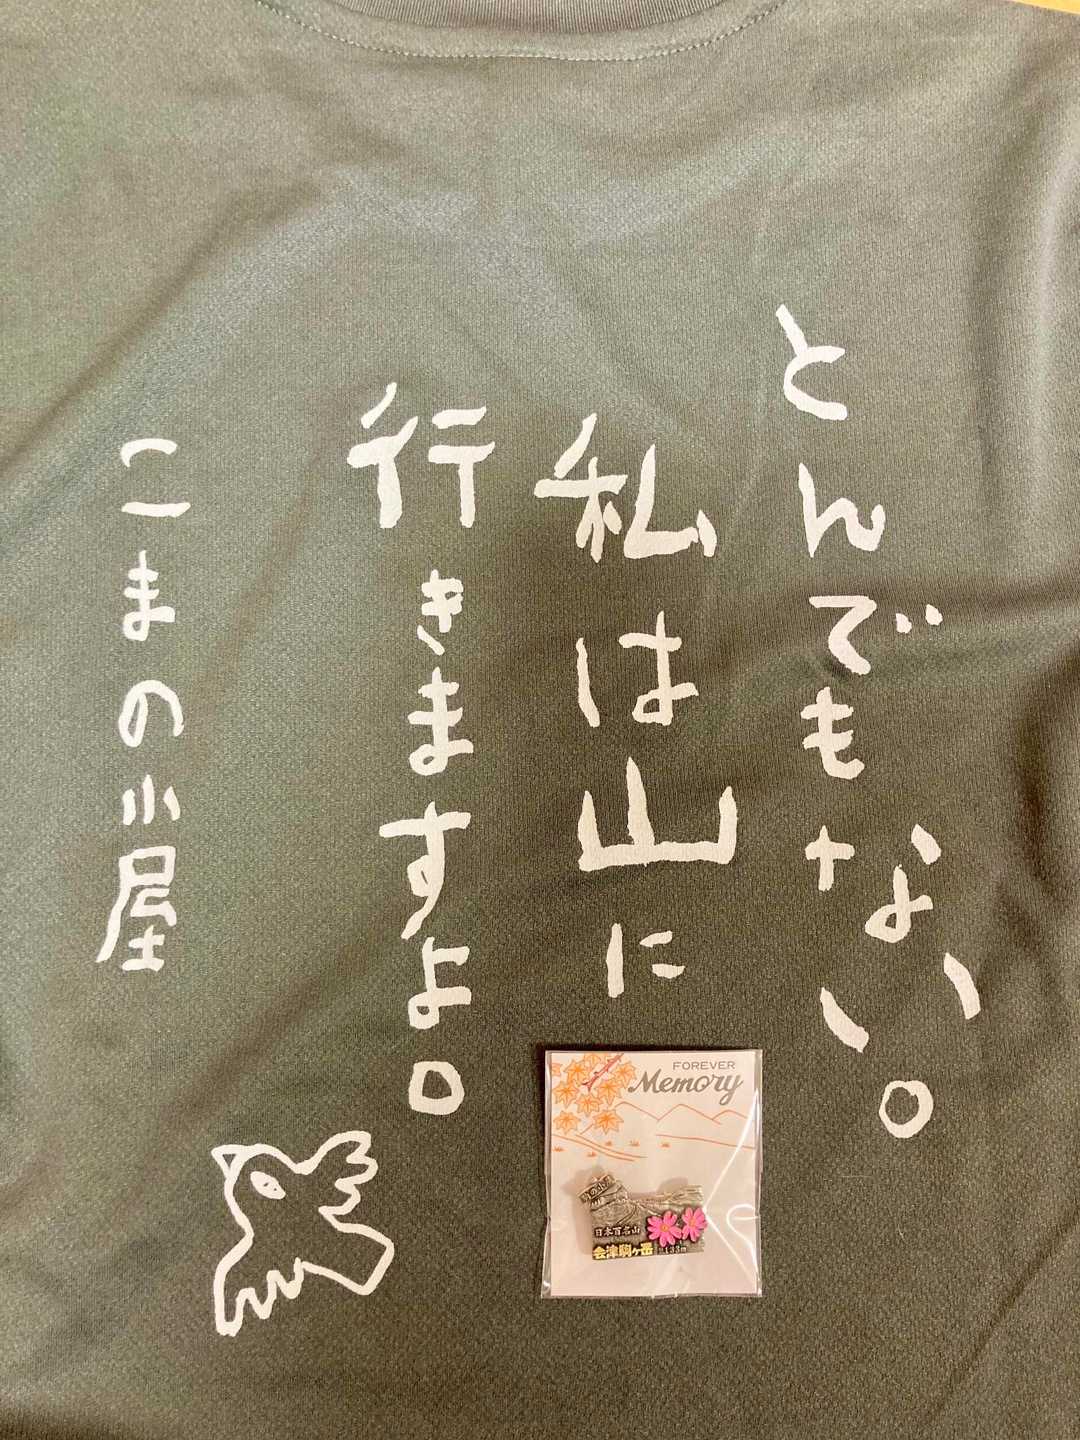 とんでもない。
私は山に
行きますよ。
こまの小屋
FOREVER
Memory
日本百名山
会津駒ヶ岳